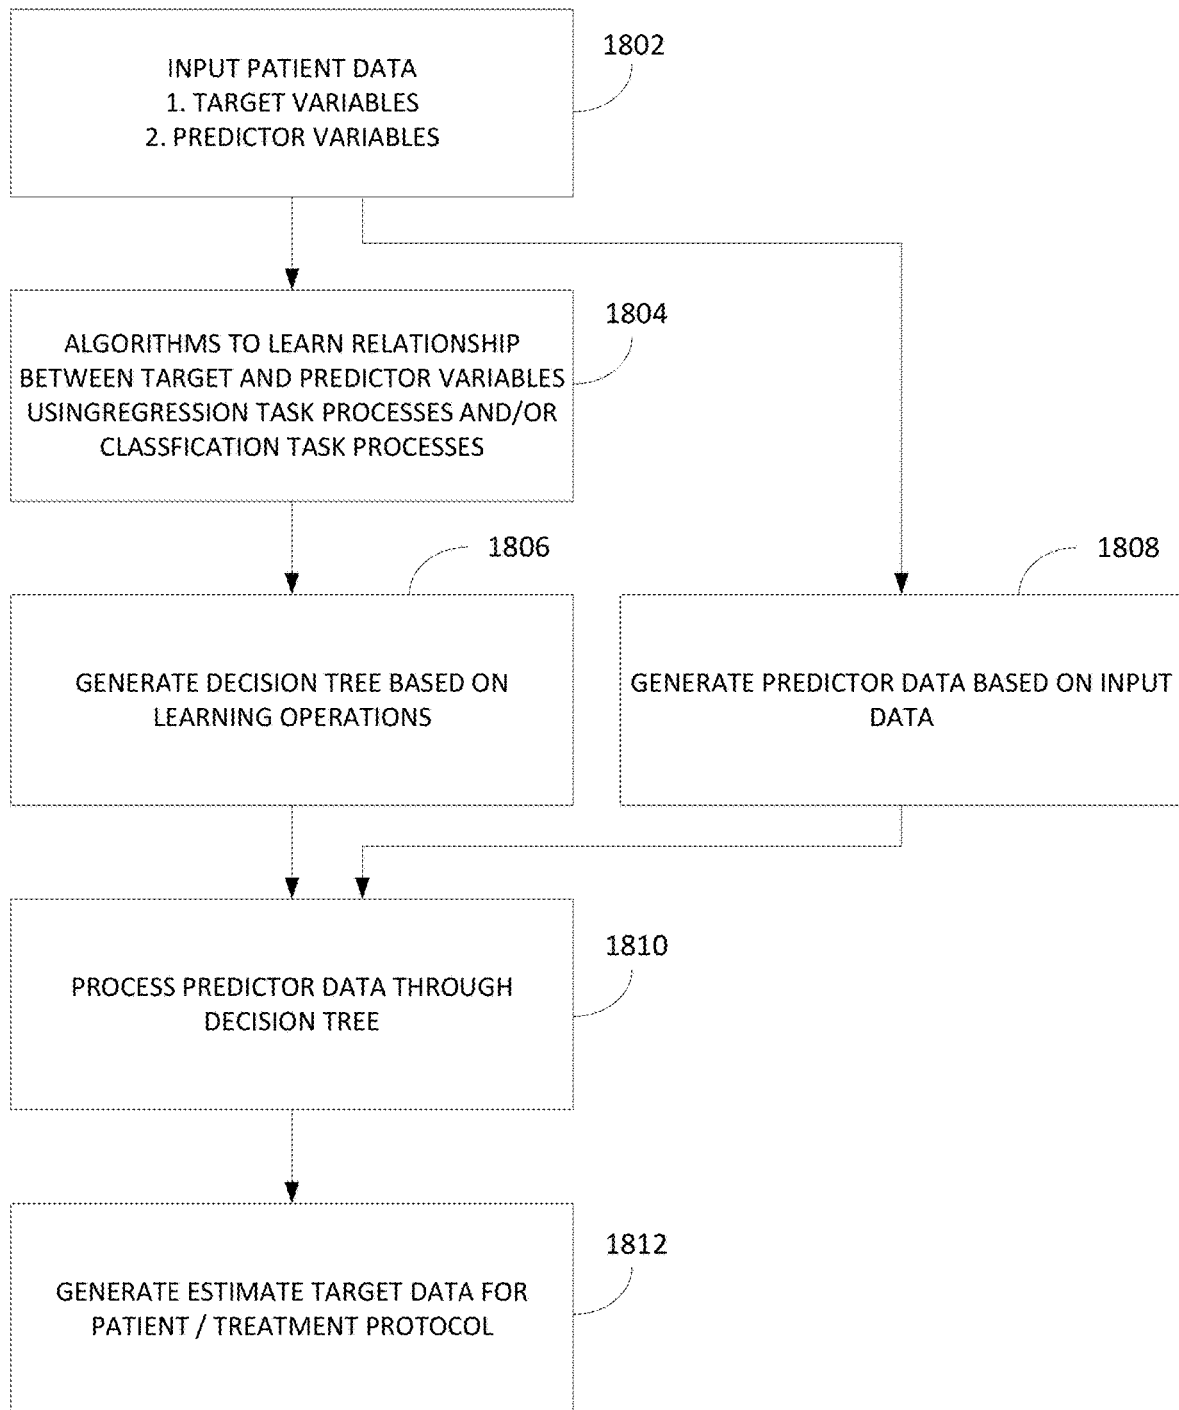 INPUT PATIENT DATA
1. TARGET VARIABLES
2. PREDICTOR VARIABLES
1802
ALGORITHMS TO LEARN RELATIONSHIP
BETWEEN TARGET AND PREDICTOR VARIABLES
USINGREGRESSION TASK PROCESSES AND/OR
CLASSFICATION TASK PROCESSES
1804
1806
GENERATE DECISION TREE BASED ON
LEARNING OPERATIONS
1808
GENERATE PREDICTOR DATA BASED ON INPUT
DATA
PROCESS PREDICTOR DATA THROUGH
DECISION TREE
1810
GENERATE ESTIMATE TARGET DATA FOR
PATIENT / TREATMENT PROTOCOL
1812